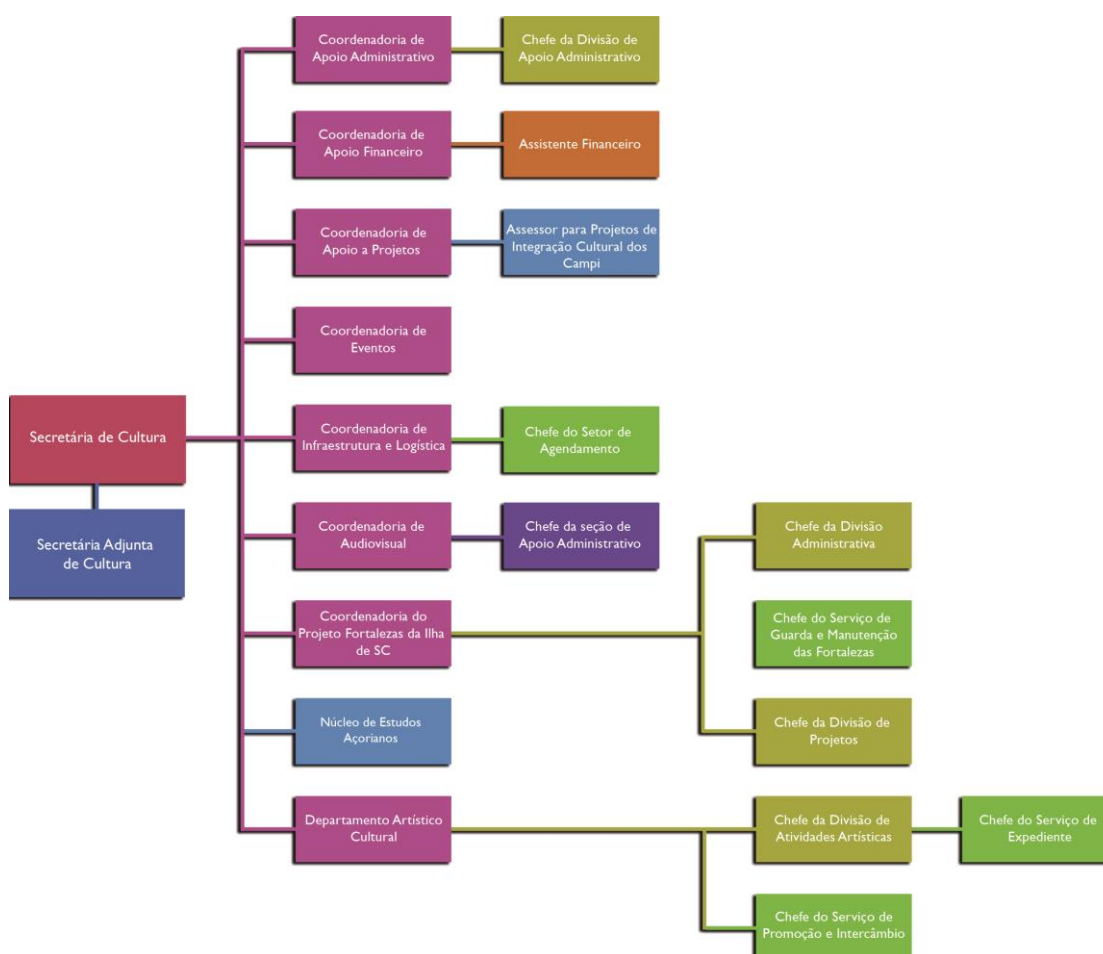 Coordenadoria de
Apoio Administrativo
Chefe da Divisão de
Apoio Administrativo
Coordenadoria de
Apoio Financeiro
Assistente Financeiro
Coordenadoria de
Apoio a Projetos
Assessor para Projetos de
Integração Cultural dos
Campi
Coordenadoria de
Eventos
Secretária de Cultura
Coordenadoria de
Infraestrutura e Logística
Chefe do Setor de
Agendamento
Secretária Adjunta
de Cultura
Coordenadoria de
Audiovisual
Chefe da seção de
Apoio Administrativo
Chefe da Divisão
Administrativa
Coordenadoria do
Projeto Fortalezas da Ilha
de SC
Chefe do Serviço de
Guarda e Manutenção
das Fortalezas
Núcleo de Estudos
Açorianos
Chefe da Divisão de
Projetos
Departamento Artístico
Cultural
Chefe da Divisão de
Atividades Artísticas
Chefe do Serviço de
Expediente
Chefe do Serviço de
Promoção e Intercâmbio